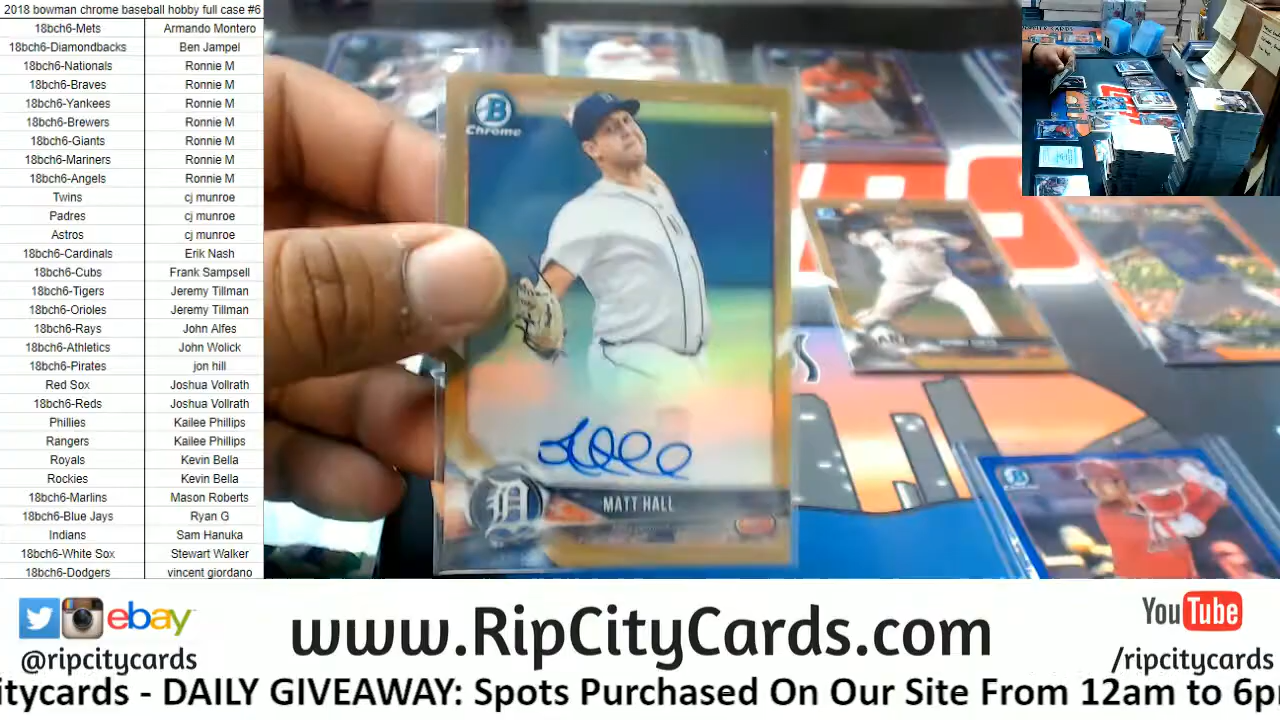 2018 bowman chrome baseball hobby full case #6
18bch6-Mets Armando Montero
18bch6-Diamondbacks Ben Jampel
18bch6-Nationals Ronnie M
18bch6-Braves Ronnie M
18bch6-Yankees Ronnie M
18bch6-Brewers Ronnie M
18bch6-Giants Ronnie M
18bch6-Mariners Ronnie M
18bch6-Angels Ronnie M
Twins cj munroe
Padres cj munroe
Astros cj munroe
18bch6-Cardinals Erik Nash
18bch6-Cubs Frank Sampsell
18bch6-Tigers Jeremy Tillman
18bch6-Orioles Jeremy Tillman
18bch6-Rays John Alfes
18bch6-Athletics John Wolick
18bch6-Pirates jon hill
Red Sox Joshua Vollrath
18bch6-Reds Joshua Vollrath
Phillies Kailee Phillips
Rangers Kailee Phillips
Royals Kevin Bella
Rockies Kevin Bella
18bch6-Marlins Mason Roberts
18bch6-Blue Jays Ryan G
Indians Sam Hanuka
18bch6-White Sox Stewart Walker
18bch6-Dodgers vincent giordano
B
Chrome
D
MATT HALL
ebay
@ripcitycards
www.RipCityCards.com
YouTube
/ripcitycards
citycards - DAILY GIVEAWAY: Spots Purchased On Our Site From 12am to 6p